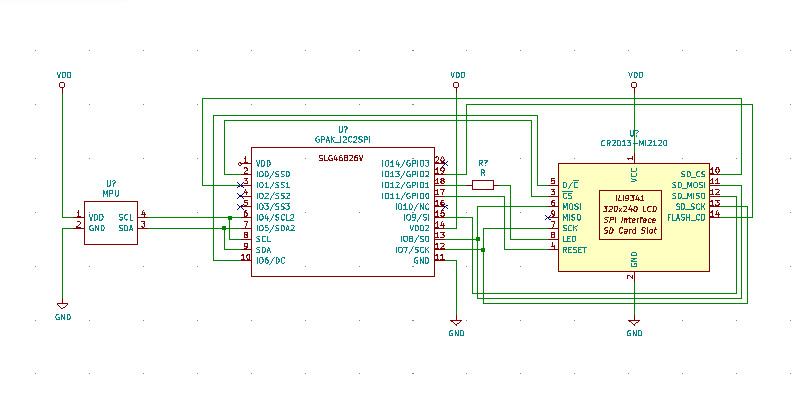 VDD
VDD
VDD
U?
GPAK_I2C2SPI
U?
CR2013-MI2120
SLG46826V
1 VDD
2 IO0/SS0
3 IO1/SS1
4 IO2/SS2
5 IO3/SS3
6 IO4/SCL2
7 IO5/SDA2
8 SCL
9 SDA
10 IO6/DC
IO14/GPIO3 20
IO13/GPIO2 19
IO12/GPIO1 18
IO11/GPIO0 17
IO10/NC 16
IO9/SI 15
VDD2 14
IO8/SO 13
IO7/SCK 12
GND 11
R?
R
U?
MPU
1 VDD
2 GND
SCL 4
SDA 3
1
VCC
5 D/C
3 CS
6 MOSI
9 MISO
7 SCK
8 LED
4 RESET
ILI9341
320x240 LCD
SPI Interface
SD Card Slot
SD_CS 10
SD_MOSI 11
SD_MISO 12
SD_SCK 13
FLASH_CD 14
GND
2
GND
GND
GND